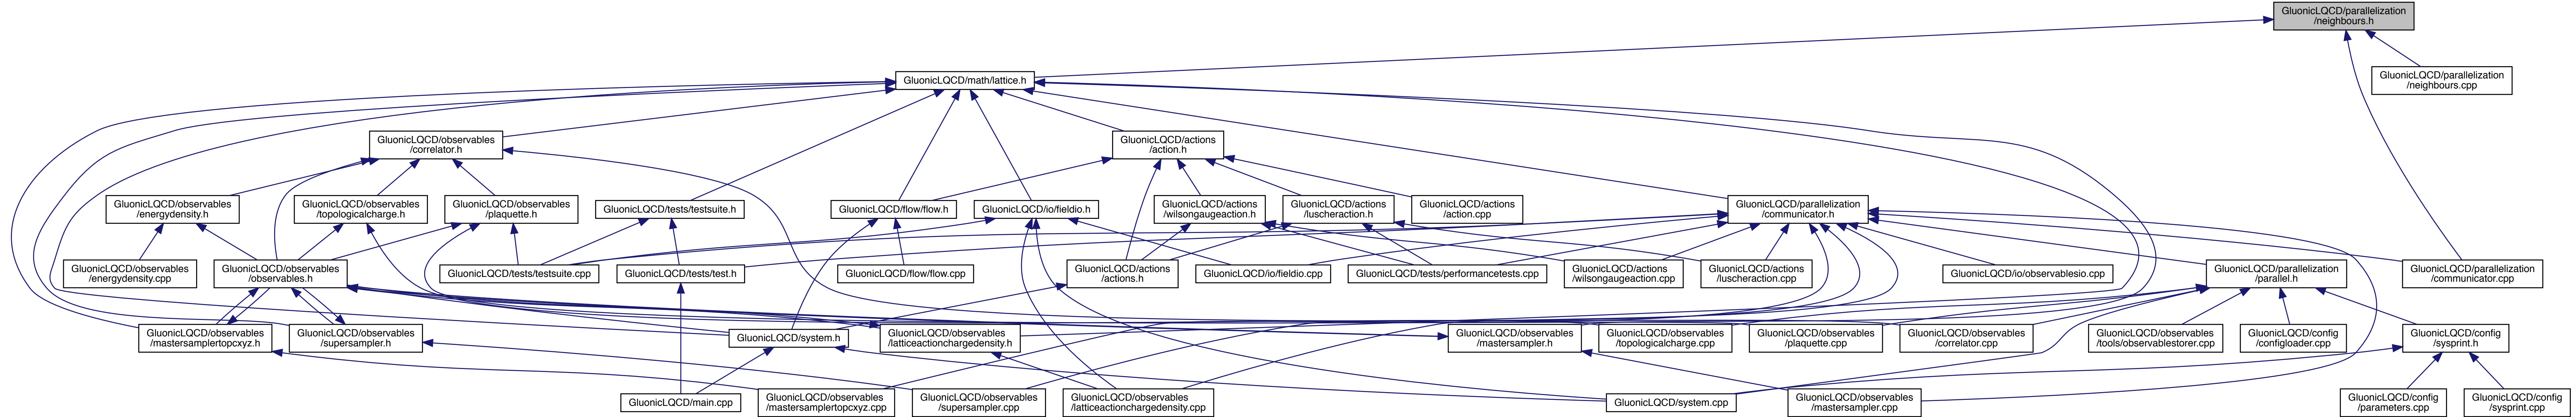 GluonicLQCD/parallelization
/neighbours.h
GluonicLQCD/math/lattice.h
GluonicLQCD/parallelization
/neighbours.cpp
GluonicLQCD/observables
/correlator.h
GluonicLQCD/actions
/action.h
GluonicLQCD/observables
/energydensity.h
GluonicLQCD/observables
/topologicalcharge.h
GluonicLQCD/observables
/plaquette.h
GluonicLQCD/tests/testsuite.h
GluonicLQCD/flow/flow.h
GluonicLQCD/io/fieldio.h
GluonicLQCD/actions
/wilsongaugeaction.h
GluonicLQCD/actions
/luscheraction.h
GluonicLQCD/actions
/action.cpp
GluonicLQCD/parallelization
/communicator.h
GluonicLQCD/observables
/energydensity.cpp
GluonicLQCD/observables
/observables.h
GluonicLQCD/tests/testsuite.cpp
GluonicLQCD/tests/test.h
GluonicLQCD/flow/flow.cpp
GluonicLQCD/actions
/actions.h
GluonicLQCD/io/fieldio.cpp
GluonicLQCD/tests/performancetests.cpp
GluonicLQCD/actions
/wilsongaugeaction.cpp
GluonicLQCD/actions
/luscheraction.cpp
GluonicLQCD/io/observablesio.cpp
GluonicLQCD/parallelization
/parallel.h
GluonicLQCD/parallelization
/communicator.cpp
GluonicLQCD/observables
/mastersamplertopcxyz.h
GluonicLQCD/observables
/supersampler.h
GluonicLQCD/system.h
GluonicLQCD/observables
/latticeactionchargedensity.h
GluonicLQCD/observables
/mastersampler.h
GluonicLQCD/observables
/topologicalcharge.cpp
GluonicLQCD/observables
/plaquette.cpp
GluonicLQCD/observables
/correlator.cpp
GluonicLQCD/observables
/tools/observablestorer.cpp
GluonicLQCD/config
/configloader.cpp
GluonicLQCD/config
/sysprint.h
GluonicLQCD/main.cpp
GluonicLQCD/observables
/mastersamplertopcxyz.cpp
GluonicLQCD/observables
/supersampler.cpp
GluonicLQCD/observables
/latticeactionchargedensity.cpp
GluonicLQCD/system.cpp
GluonicLQCD/observables
/mastersampler.cpp
GluonicLQCD/config
/parameters.cpp
GluonicLQCD/config
/sysprint.cpp